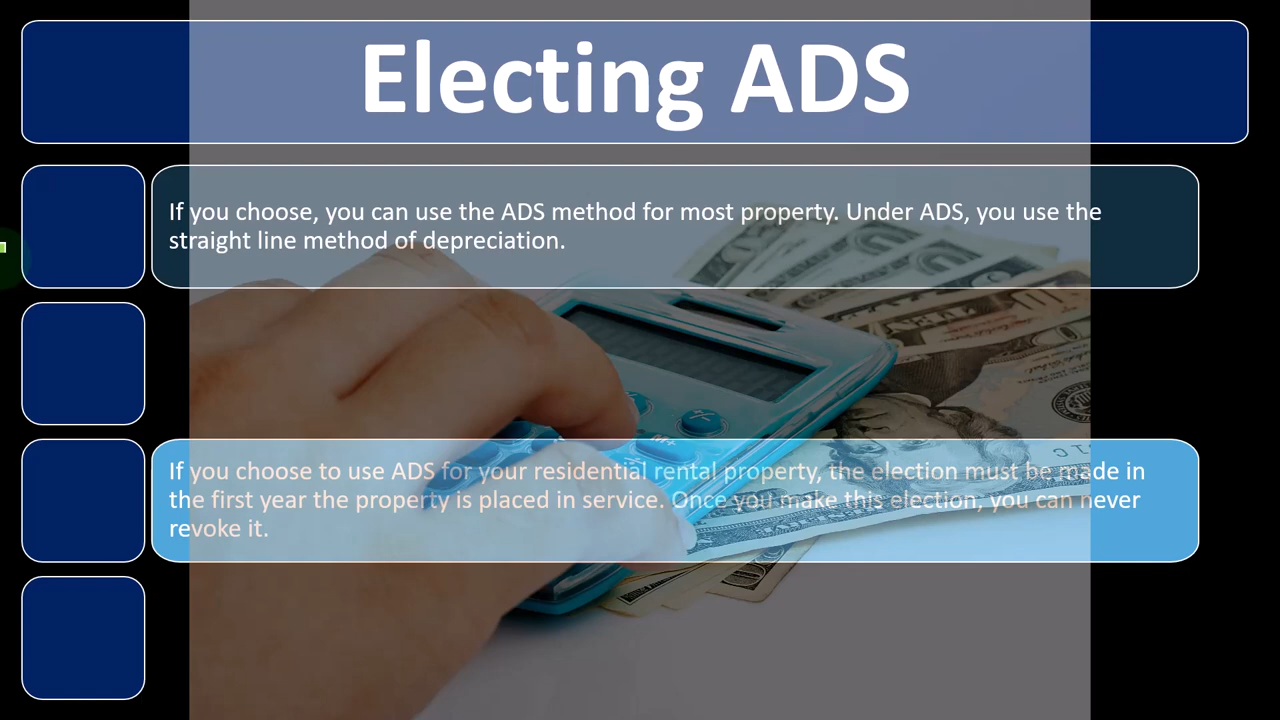 Electing ADS
If you choose, you can use the ADS method for most property. Under ADS, you use the
straight line method of depreciation.
If you choose to use ADS for your residential rental property, the election must be made in
the first year the property is placed in service. Once you make this election, you can never
revoke it.